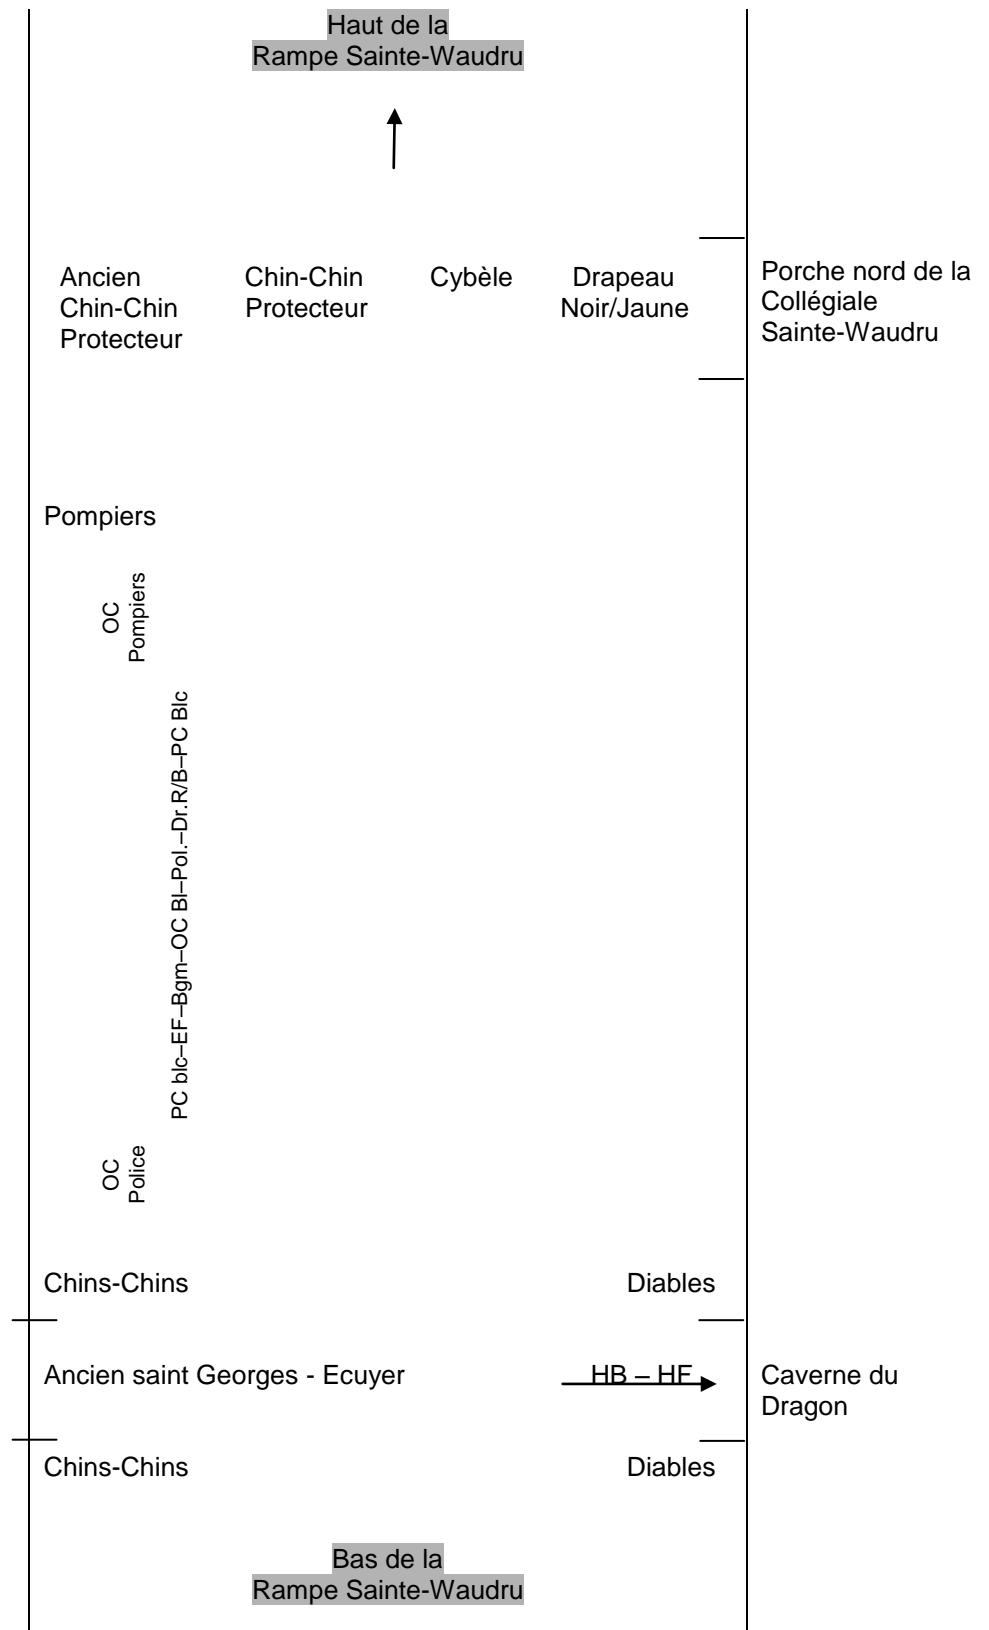 Haut de la
Rampe Sainte-Waudru
Ancien
Chin-Chin
Protecteur
Chin-Chin
Protecteur
Cybèle
Drapeau
Noir/Jaune
Porche nord de la
Collégiale
Sainte-Waudru
Pompiers
OC
Pompiers
PC blc–EF–Bgm–OC Bl–Pol.–Dr.R/B–PC Blc
OC
Police
Chins-Chins
Diables
Ancien saint Georges - Ecuyer
HB – HF
Caverne du
Dragon
Chins-Chins
Diables
Bas de la
Rampe Sainte-Waudru